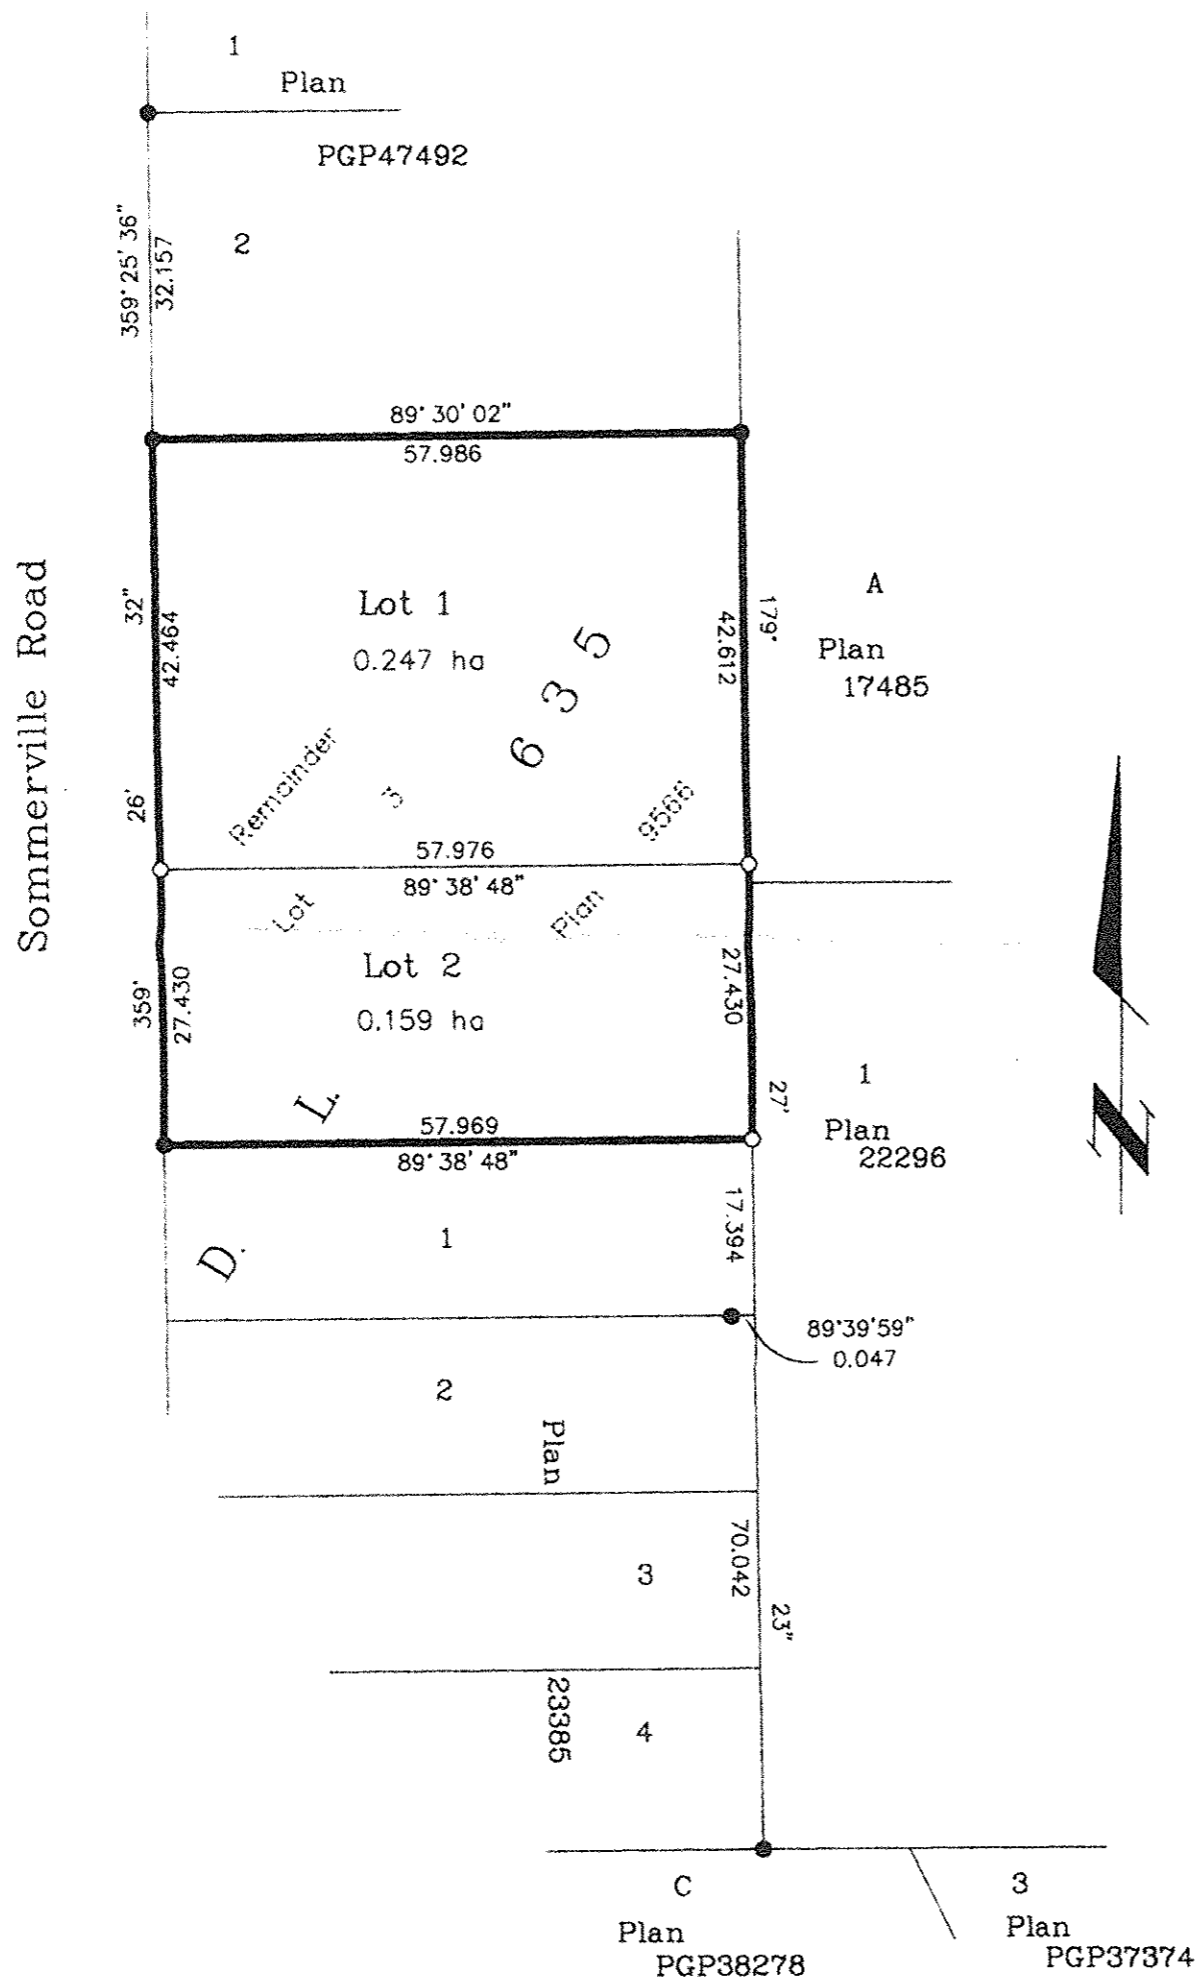 1
Plan
PGP47492
359° 25' 36"
32.157
2
89° 30' 02"
57.986
Sommerville Road
359° 26' 32"
42.464
Lot 1
0.247 ha
6 3 5
42.612
179° 27' 23"
A
Plan
17485
Remainder
3
9566
57.976
89° 38' 48"
Lot
Plan
Lot 2
0.159 ha
27.430
27.430
L.
1
Plan
22296
57.969
89° 38' 48"
D.
1
17.394
89°39'59"
0.047
2
Plan
3
70.042
23385
4
C
Plan
PGP38278
3
Plan
PGP37374